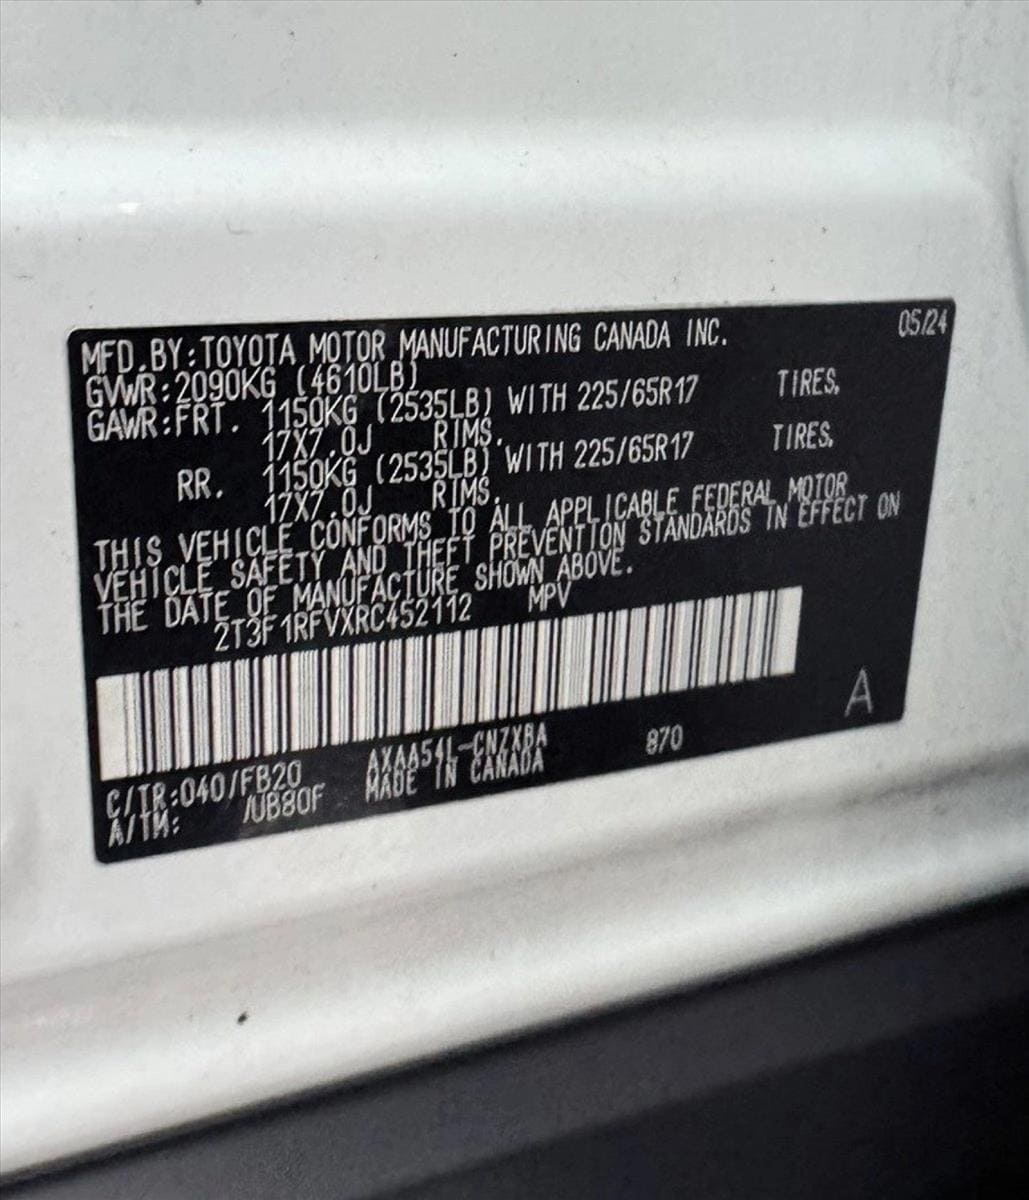 MFD.BY:TOYOTA MOTOR MANUFACTURING CANADA INC. 05/24
GVWR:2090KG (4610LB)
GAWR:FRT. 1150KG (2535LB) WITH 225/65R17 TIRES,
17X7.0J RIMS.
RR. 1150KG (2535LB) WITH 225/65R17 TIRES,
17X7.0J RIMS.
THIS VEHICLE CONFORMS TO ALL APPLICABLE FEDERAL MOTOR
VEHICLE SAFETY AND THEFT PREVENTION STANDARDS IN EFFECT ON
THE DATE OF MANUFACTURE SHOWN ABOVE.
2T3F1RFVXRC452112 MPV
A
C/TR:040/FB20 AXAA54L-CNZXBA 870
A/TM: /UB80F MADE IN CANADA